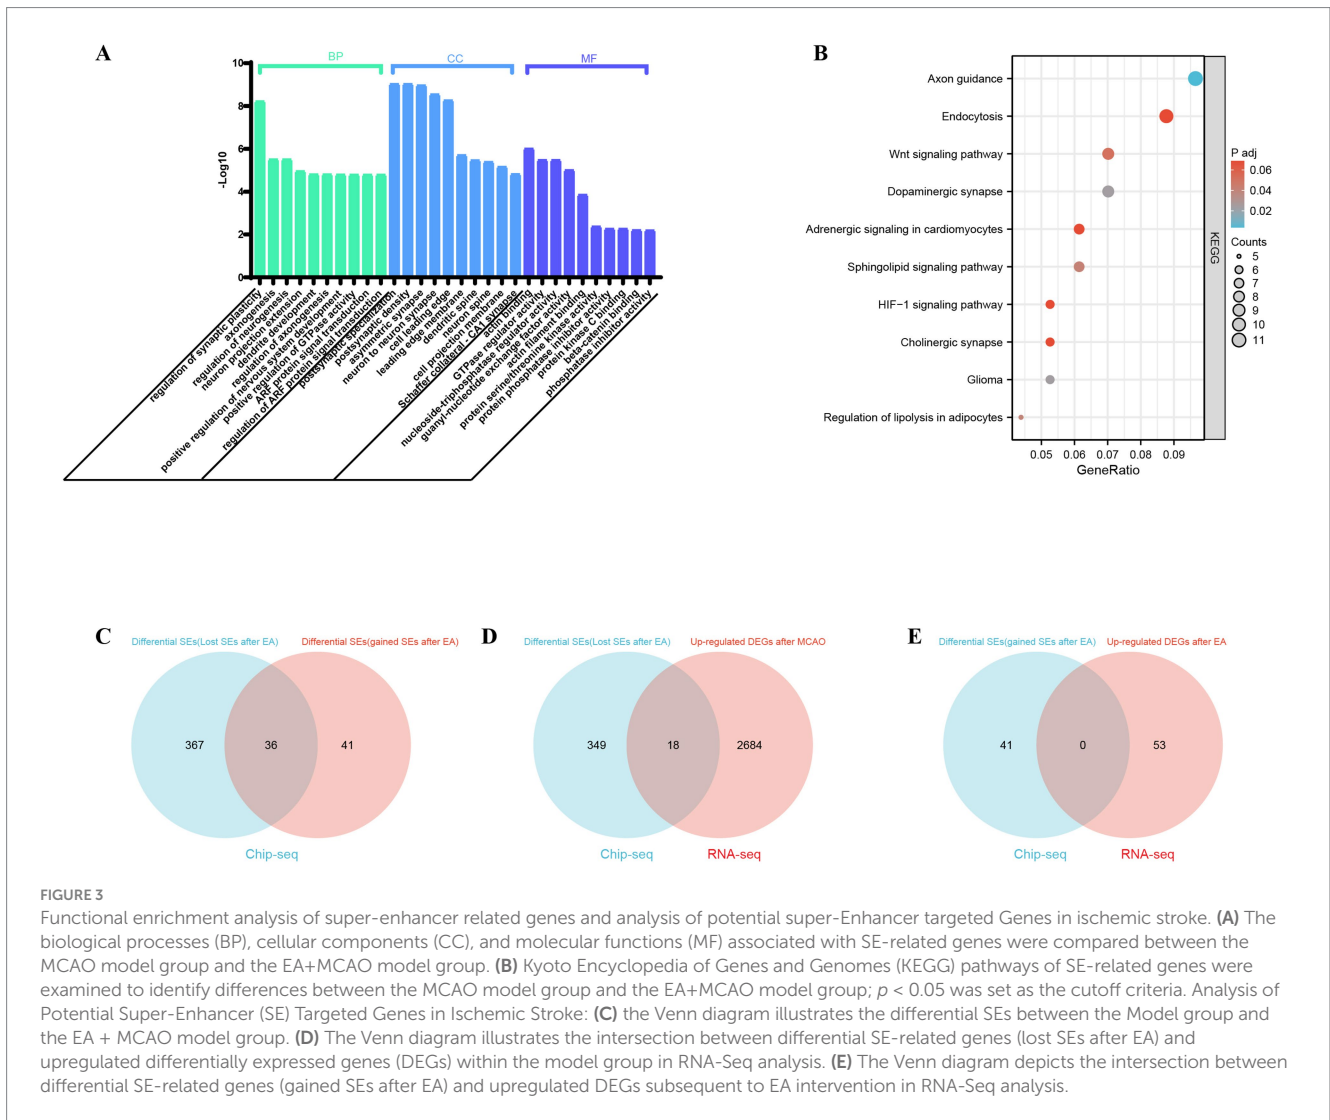 A
BP
CC
MF
10
8
6
4
2
0
-Log10
regulation of synaptic plasticity
axonogenesis
regulation of neurogenesis
neuron projection extension
dendrite development
regulation of axonogenesis
positive regulation of nervous system development
positive regulation of GTPase activity
ARF protein signal transduction
regulation of ARF protein signal transduction
postsynaptic specialization
postsynaptic density
asymmetric synapse
neuron to neuron synapse
cell leading edge
leading edge membrane
dendritic spine
neuron spine
cell projection membrane
Schaffer collateral - CA1 synapse
actin binding
GTPase regulator activity
nucleoside-triphosphatase regulator activity
guanyl-nucleotide exchange factor activity
actin filament binding
protein serine/threonine kinase activity
protein phosphatase inhibitor activity
protein kinase C binding
beta-catenin binding
phosphatase inhibitor activity
B
Axon guidance
Endocytosis
Wnt signaling pathway
Dopaminergic synapse
Adrenergic signaling in cardiomyocytes
Sphingolipid signaling pathway
HIF−1 signaling pathway
Cholinergic synapse
Glioma
Regulation of lipolysis in adipocytes
0.05 0.06 0.07 0.08 0.09
GeneRatio
KEGG
P adj
0.06
0.04
0.02
Counts
5
6
7
8
9
10
11
C
Differential SEs(Lost SEs after EA)
Differential SEs(gained SEs after EA)
367
36
41
Chip-seq
D
Differential SEs(Lost SEs after EA)
Up-regulated DEGs after MCAO
349
18
2684
Chip-seq
RNA-seq
E
Differential SEs(gained SEs after EA)
Up-regulated DEGs after EA
41
0
53
Chip-seq
RNA-seq
FIGURE 3
Functional enrichment analysis of super-enhancer related genes and analysis of potential super-Enhancer targeted Genes in ischemic stroke. (A) The
biological processes (BP), cellular components (CC), and molecular functions (MF) associated with SE-related genes were compared between the
MCAO model group and the EA+MCAO model group. (B) Kyoto Encyclopedia of Genes and Genomes (KEGG) pathways of SE-related genes were
examined to identify differences between the MCAO model group and the EA+MCAO model group; p < 0.05 was set as the cutoff criteria. Analysis of
Potential Super-Enhancer (SE) Targeted Genes in Ischemic Stroke: (C) the Venn diagram illustrates the differential SEs between the Model group and
the EA + MCAO model group. (D) The Venn diagram illustrates the intersection between differential SE-related genes (lost SEs after EA) and
upregulated differentially expressed genes (DEGs) within the model group in RNA-Seq analysis. (E) The Venn diagram depicts the intersection between
differential SE-related genes (gained SEs after EA) and upregulated DEGs subsequent to EA intervention in RNA-Seq analysis.